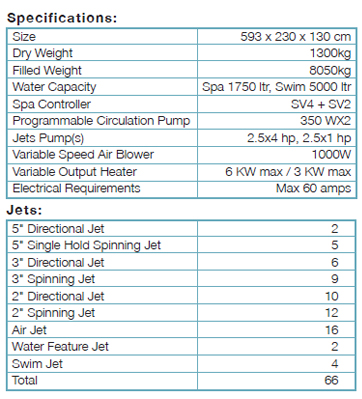 Specifications:
Size 593 x 230 x 130 cm
Dry Weight 1300kg
Filled Weight 8050kg
Water Capacity Spa 1750 ltr, Swim 5000 ltr
Spa Controller SV4 + SV2
Programmable Circulation Pump 350 WX2
Jets Pump(s) 2.5x4 hp, 2.5x1 hp
Variable Speed Air Blower 1000W
Variable Output Heater 6 KW max / 3 KW max
Electrical Requirements Max 60 amps
Jets:
5" Directional Jet 2
5" Single Hold Spinning Jet 5
3" Directional Jet 6
3" Spinning Jet 9
2" Directional Jet 10
2" Spinning Jet 12
Air Jet 16
Water Feature Jet 2
Swim Jet 4
Total 66